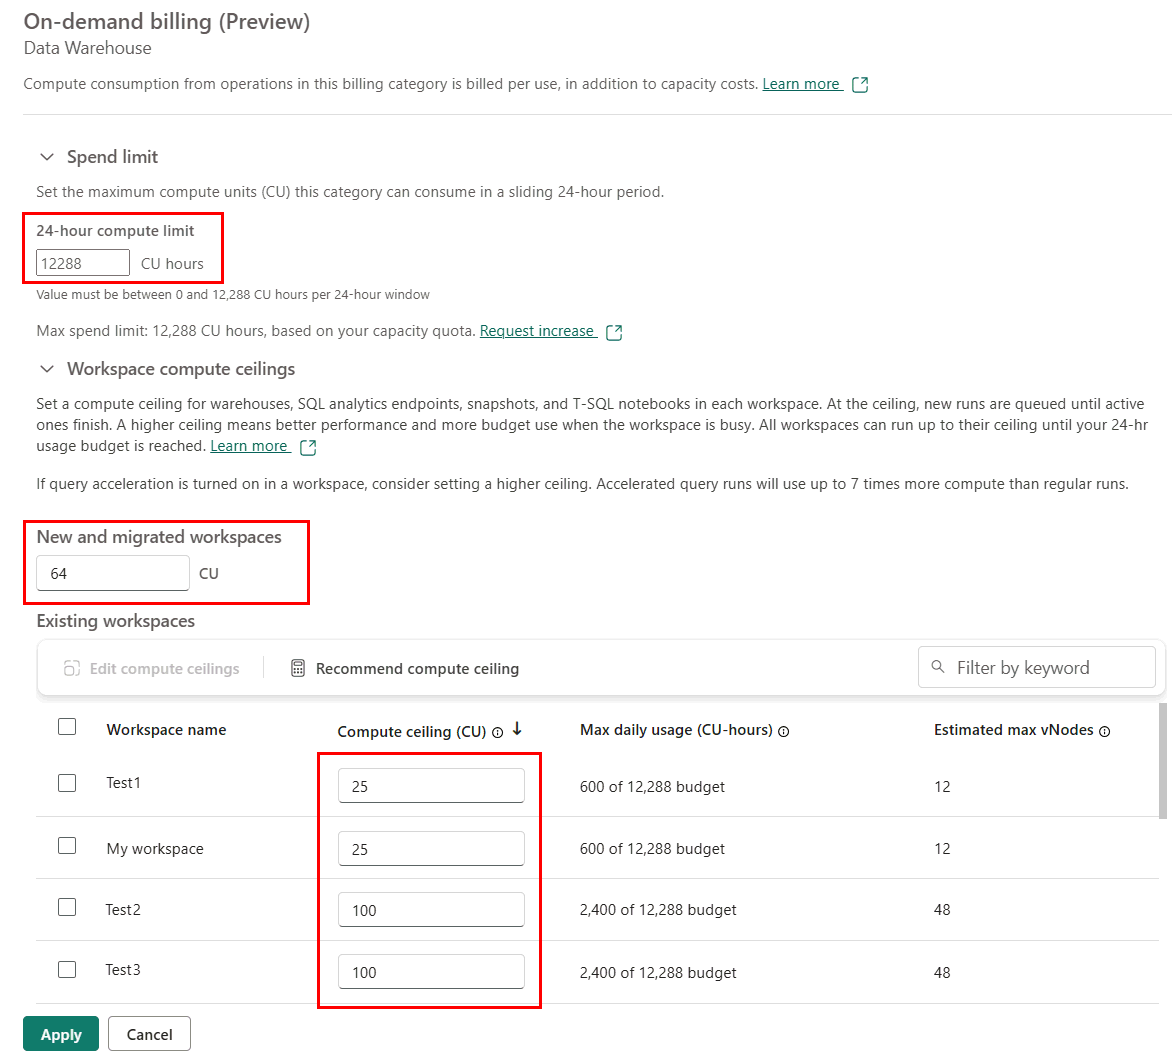 On-demand billing (Preview)
Data Warehouse
Compute consumption from operations in this billing category is billed per use, in addition to capacity costs. Learn more
Spend limit
Set the maximum compute units (CU) this category can consume in a sliding 24-hour period.
24-hour compute limit
12288 CU hours
Value must be between 0 and 12,288 CU hours per 24-hour window
Max spend limit: 12,288 CU hours, based on your capacity quota. Request increase
Workspace compute ceilings
Set a compute ceiling for warehouses, SQL analytics endpoints, snapshots, and T-SQL notebooks in each workspace. At the ceiling, new runs are queued until active
ones finish. A higher ceiling means better performance and more budget use when the workspace is busy. All workspaces can run up to their ceiling until your 24-hr
usage budget is reached. Learn more
If query acceleration is turned on in a workspace, consider setting a higher ceiling. Accelerated query runs will use up to 7 times more compute than regular runs.
New and migrated workspaces
64 CU
Existing workspaces
Edit compute ceilings Recommend compute ceiling Filter by keyword
Workspace name Compute ceiling (CU) Max daily usage (CU-hours) Estimated max vNodes
Test1 25 600 of 12,288 budget 12
My workspace 25 600 of 12,288 budget 12
Test2 100 2,400 of 12,288 budget 48
Test3 100 2,400 of 12,288 budget 48
Apply Cancel